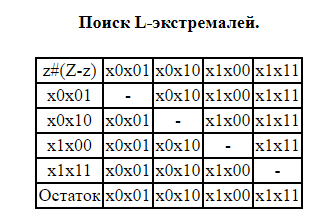 Поиск L-экстремалей.
z#(Z-z) x0x01 x0x10 x1x00 x1x11
x0x01 - x0x10 x1x00 x1x11
x0x10 x0x01 - x1x00 x1x11
x1x00 x0x01 x0x10 - x1x11
x1x11 x0x01 x0x10 x1x00 -
Остаток x0x01 x0x10 x1x00 x1x11